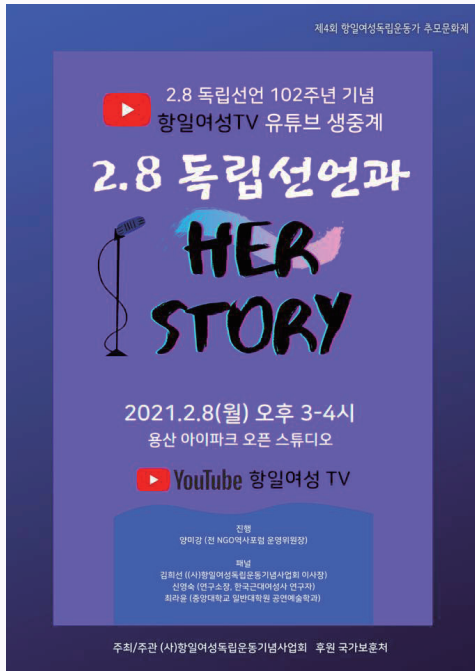 제4회 항일여성독립운동가 추모문화제
2.8 독립선언 102주년 기념
항일여성TV 유튜브 생중계
2.8 독립선언과
HER
STORY
2021.2.8(월) 오후 3-4시
용산 아이파크 오픈 스튜디오
YouTube 항일여성 TV
진행
양미강 (전 NGO역사포럼 운영위원장)
패널
김희선 ((사)항일여성독립운동기념사업회 이사장)
신영숙 (연구소장, 한국근대여성사 연구자)
최라윤 (중앙대학교 일반대학원 공연예술학과)
주최/주관 (사)항일여성독립운동기념사업회 후원 국가보훈처